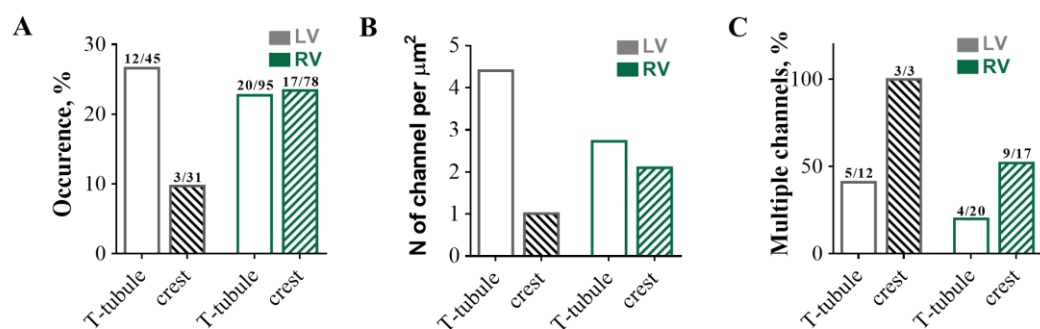 A
Occurence, %
30
20
10
0
LV
RV
12/45
3/31
20/95
17/78
T-tubule
crest
T-tubule
crest
B
N of channel per μm²
5
4
3
2
1
0
LV
RV
T-tubule
crest
T-tubule
crest
C
Multiple channels, %
100
50
0
LV
RV
5/12
3/3
4/20
9/17
T-tubule
crest
T-tubule
crest